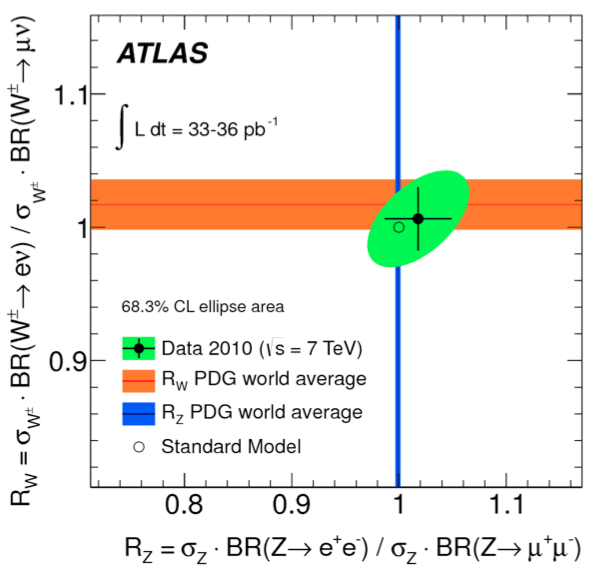 ATLAS
∫ L dt = 33-36 pb⁻¹
1.1
1
0.9
R_W = σ_W± · BR(W±→ eν) / σ_W± · BR(W±→ μν)
68.3% CL ellipse area
Data 2010 (√s = 7 TeV)
R_W PDG world average
R_Z PDG world average
Standard Model
0.8 0.9 1 1.1
R_Z = σ_Z · BR(Z→ e⁺e⁻) / σ_Z · BR(Z→ μ⁺μ⁻)